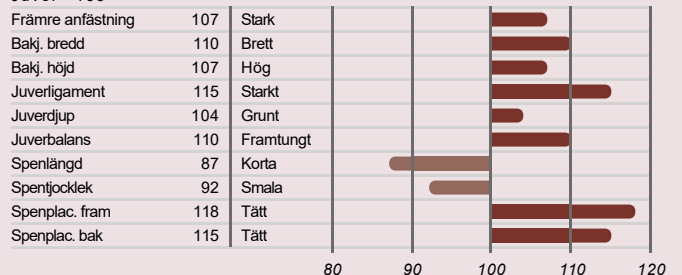 Främre anfästning 107 Stark
Bakj. bredd 110 Brett
Bakj. höjd 107 Hög
Juverligament 115 Starkt
Juverdjup 104 Grunt
Juverbalans 110 Framtungt
Spenlängd 87 Korta
Spentjocklek 92 Smala
Spenplac. fram 118 Tätt
Spenplac. bak 115 Tätt
80 90 100 110 120